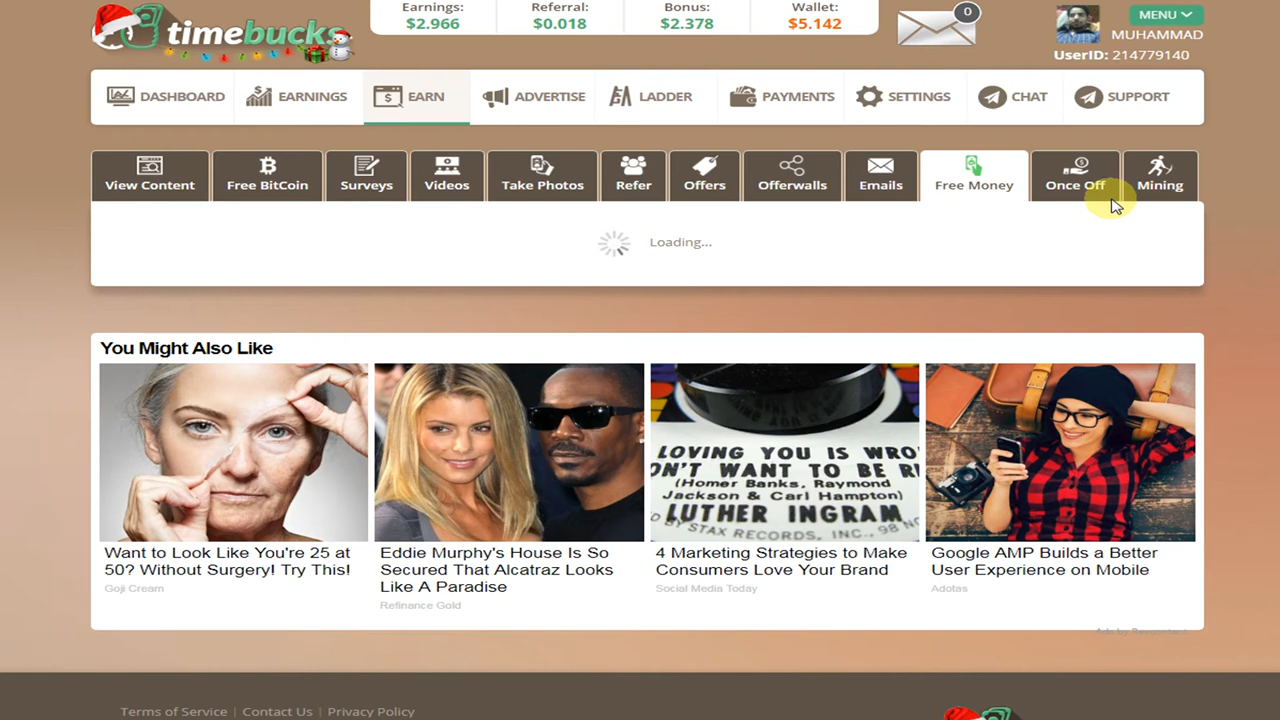 timebucks
Earnings:
$2.966
Referral:
$0.018
Bonus:
$2.378
Wallet:
$5.142
0
MENU
MUHAMMAD
UserID: 214779140
DASHBOARD
EARNINGS
EARN
ADVERTISE
LADDER
PAYMENTS
SETTINGS
CHAT
SUPPORT
View Content
Free BitCoin
Surveys
Videos
Take Photos
Refer
Offers
Offerwalls
Emails
Free Money
Once Off
Mining
Loading...
You Might Also Like
LOVING YOU IS WRO
ON'T WANT TO BE RI
(Homer Banks, Raymond
Jackson & Carl Hampton)
LUTHER INGRAM
BY STAX RECORDS, INC., 98 NO
Want to Look Like You're 25 at
50? Without Surgery! Try This!
Goji Cream
Eddie Murphy's House Is So
Secured That Alcatraz Looks
Like A Paradise
Refinance Gold
4 Marketing Strategies to Make
Consumers Love Your Brand
Social Media Today
Google AMP Builds a Better
User Experience on Mobile
Adotas
Terms of Service | Contact Us | Privacy Policy